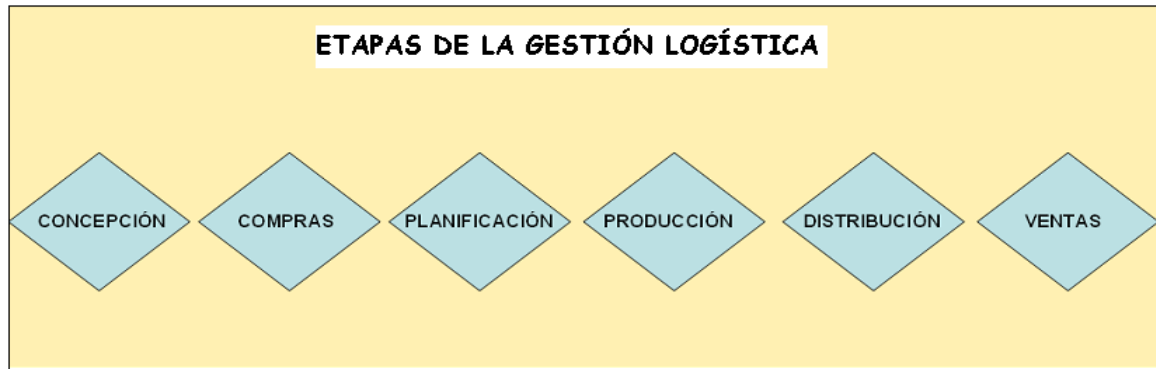 ETAPAS DE LA GESTIÓN LOGÍSTICA
CONCEPCIÓN COMPRAS PLANIFICACIÓN PRODUCCIÓN DISTRIBUCIÓN VENTAS